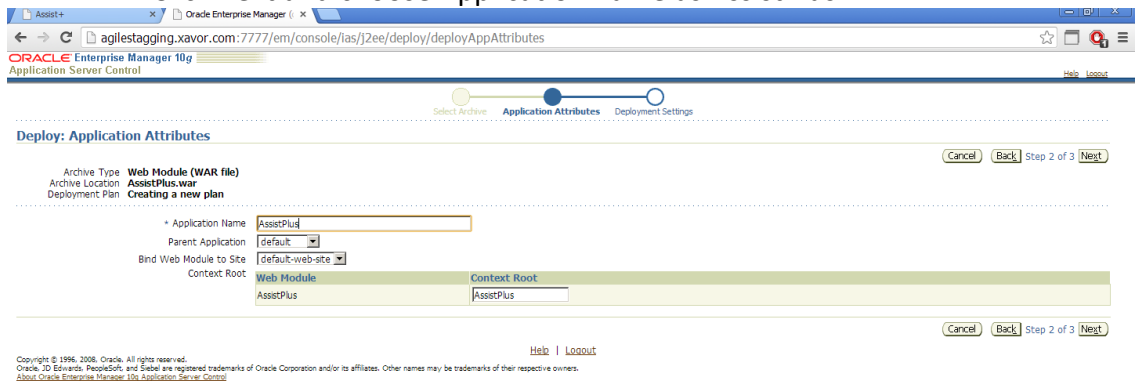 Assist+
Oracle Enterprise Manager (
agilestagging.xavor.com:7777/em/console/ias/j2ee/deploy/deployAppAttributes
ORACLE Enterprise Manager 10g
Application Server Control
Help Logout
Select Archive Application Attributes Deployment Settings
Deploy: Application Attributes
Cancel Back Step 2 of 3 Next
Archive Type Web Module (WAR file)
Archive Location AssistPlus.war
Deployment Plan Creating a new plan
* Application Name AssistPlus
Parent Application default
Bind Web Module to Site default-web-site
Context Root
Web Module Context Root
AssistPlus AssistPlus
Cancel Back Step 2 of 3 Next
Help | Logout
Copyright © 1996, 2008, Oracle. All rights reserved.
Oracle, JD Edwards, PeopleSoft, and Siebel are registered trademarks of Oracle Corporation and/or its affiliates. Other names may be trademarks of their respective owners.
About Oracle Enterprise Manager 10g Application Server Control